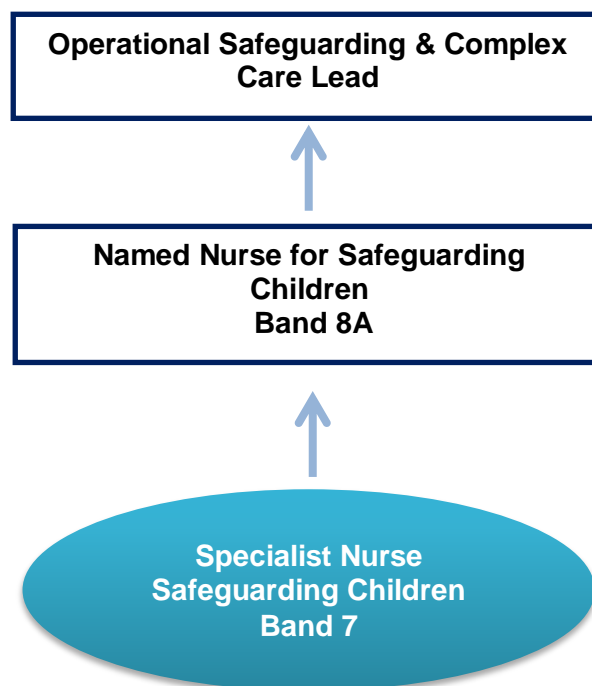 Operational Safeguarding & Complex
Care Lead
Named Nurse for Safeguarding
Children
Band 8A
Specialist Nurse
Safeguarding Children
Band 7